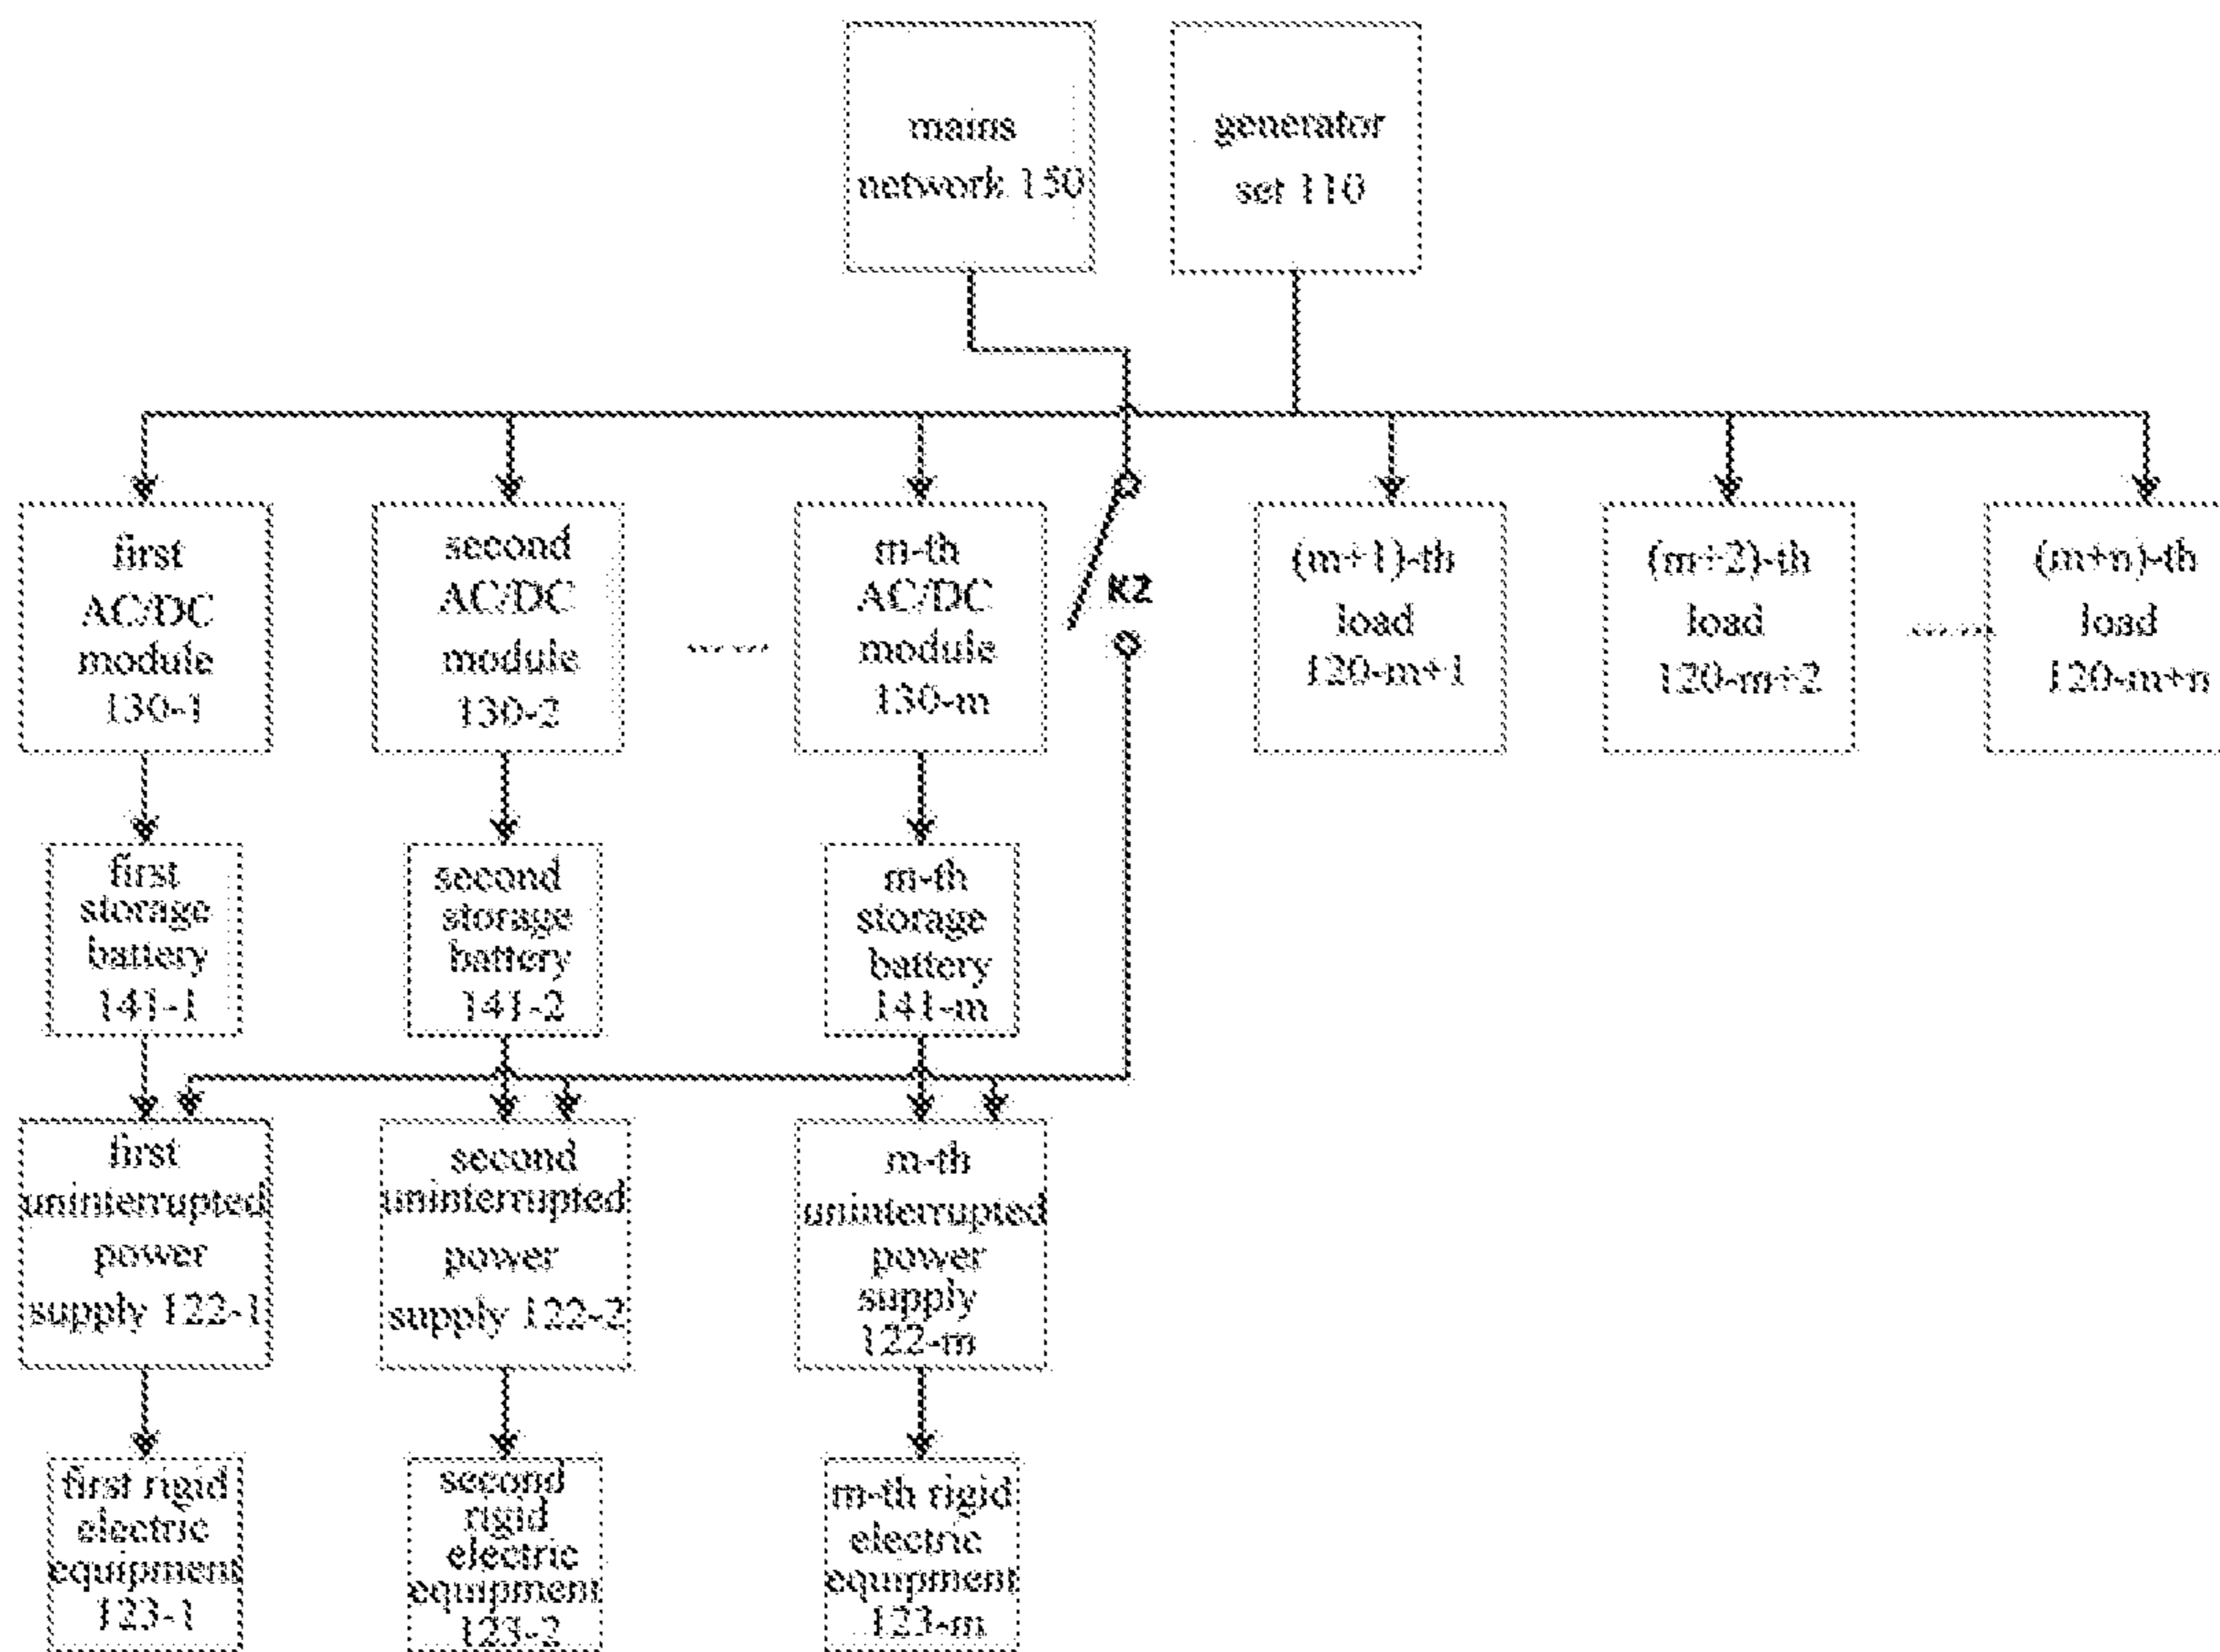 mains
network 150
generator
set 110
first
AC/DC
module
130-1
second
AC/DC
module
130-2
......
m-th
AC/DC
module
130-m
K2
(m+1)-th
load
120-m+1
(m+2)-th
load
120-m+2
......
(m+n)-th
load
120-m+n
first
storage
battery
141-1
second
storage
battery
141-2
m-th
storage
battery
141-m
first
uninterrupted
power
supply 122-1
second
uninterrupted
power
supply 122-2
m-th
uninterrupted
power
supply
122-m
first rigid
electric
equipment
123-1
second
rigid
electric
equipment
123-2
m-th rigid
electric
equipment
123-m